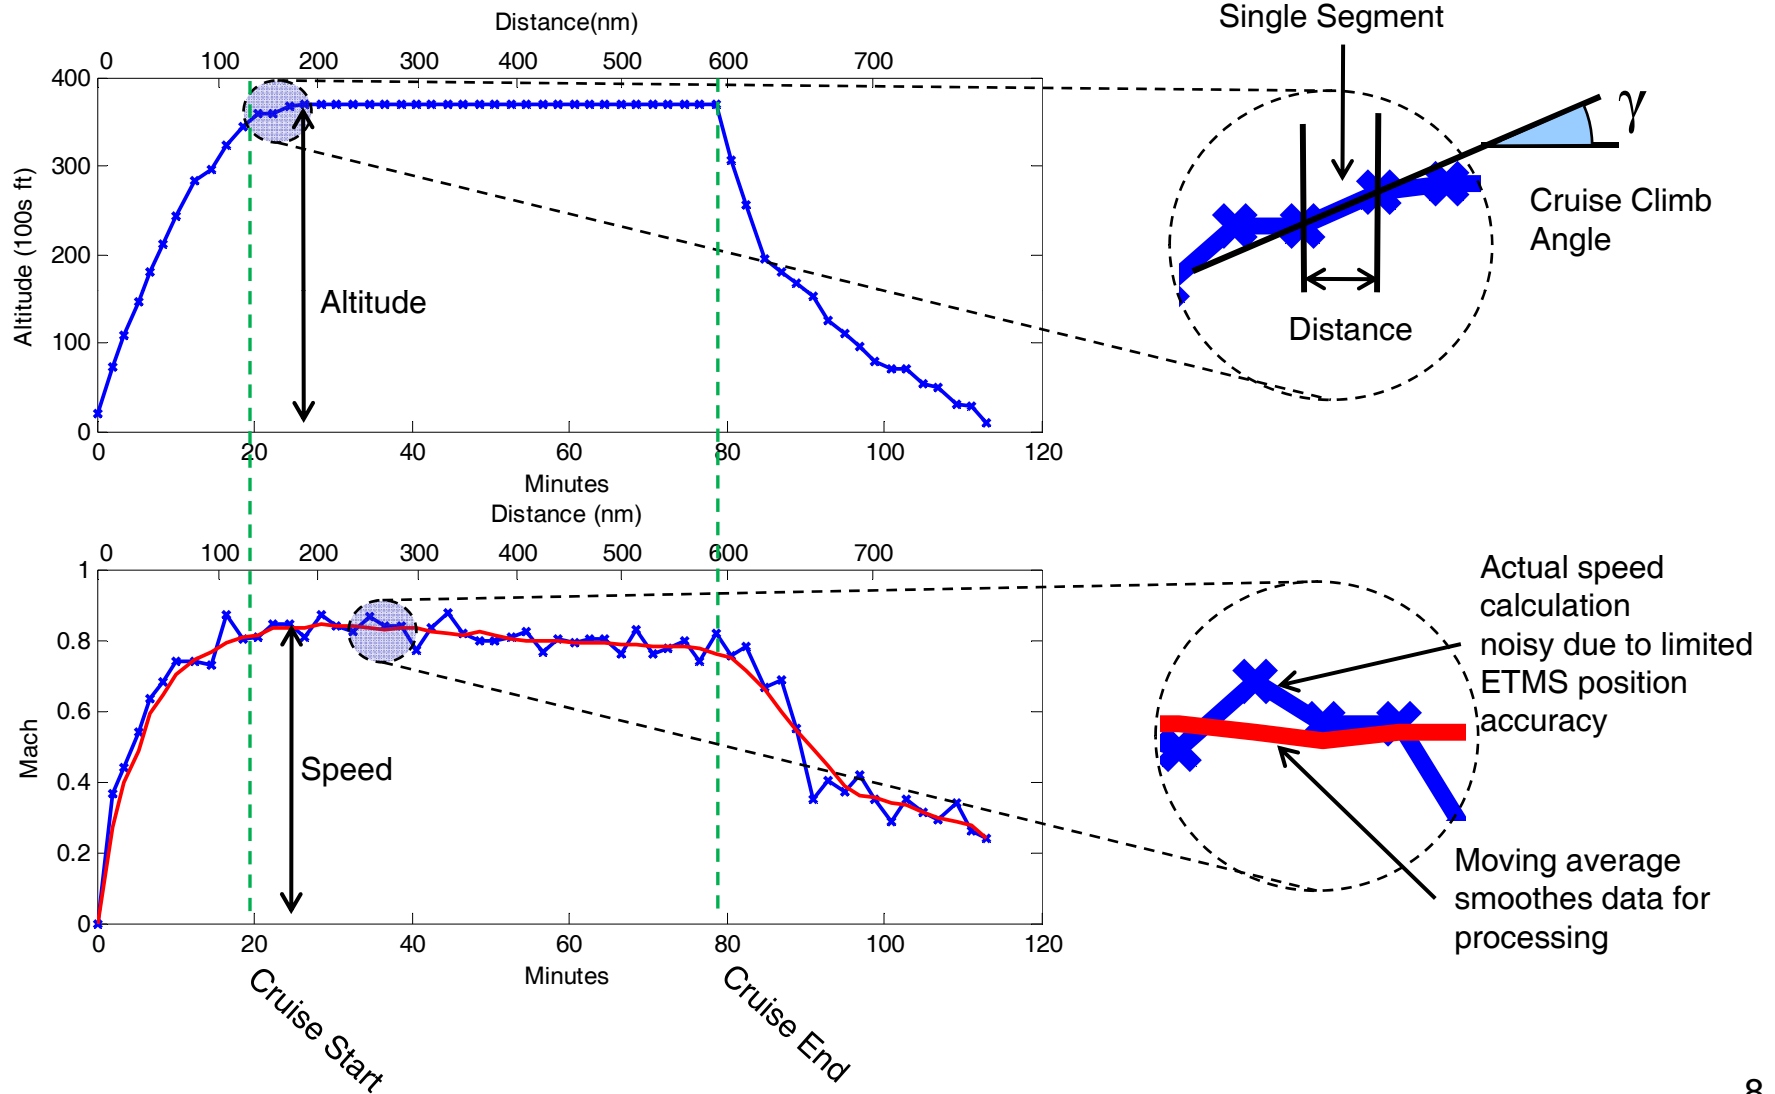 Distance(nm)
0 100 200 300 400 500 600 700
400
300
200
100
0
Altitude (100s ft)
Altitude
0 20 40 60 80 100 120
Minutes
Single Segment
γ
Cruise Climb
Angle
Distance
Distance (nm)
0 100 200 300 400 500 600 700
1
0.8
0.6
0.4
0.2
0
Mach
Speed
0 20 40 60 80 100 120
Minutes
Cruise Start
Cruise End
Actual speed
calculation
noisy due to limited
ETMS position
accuracy
Moving average
smoothes data for
processing
8